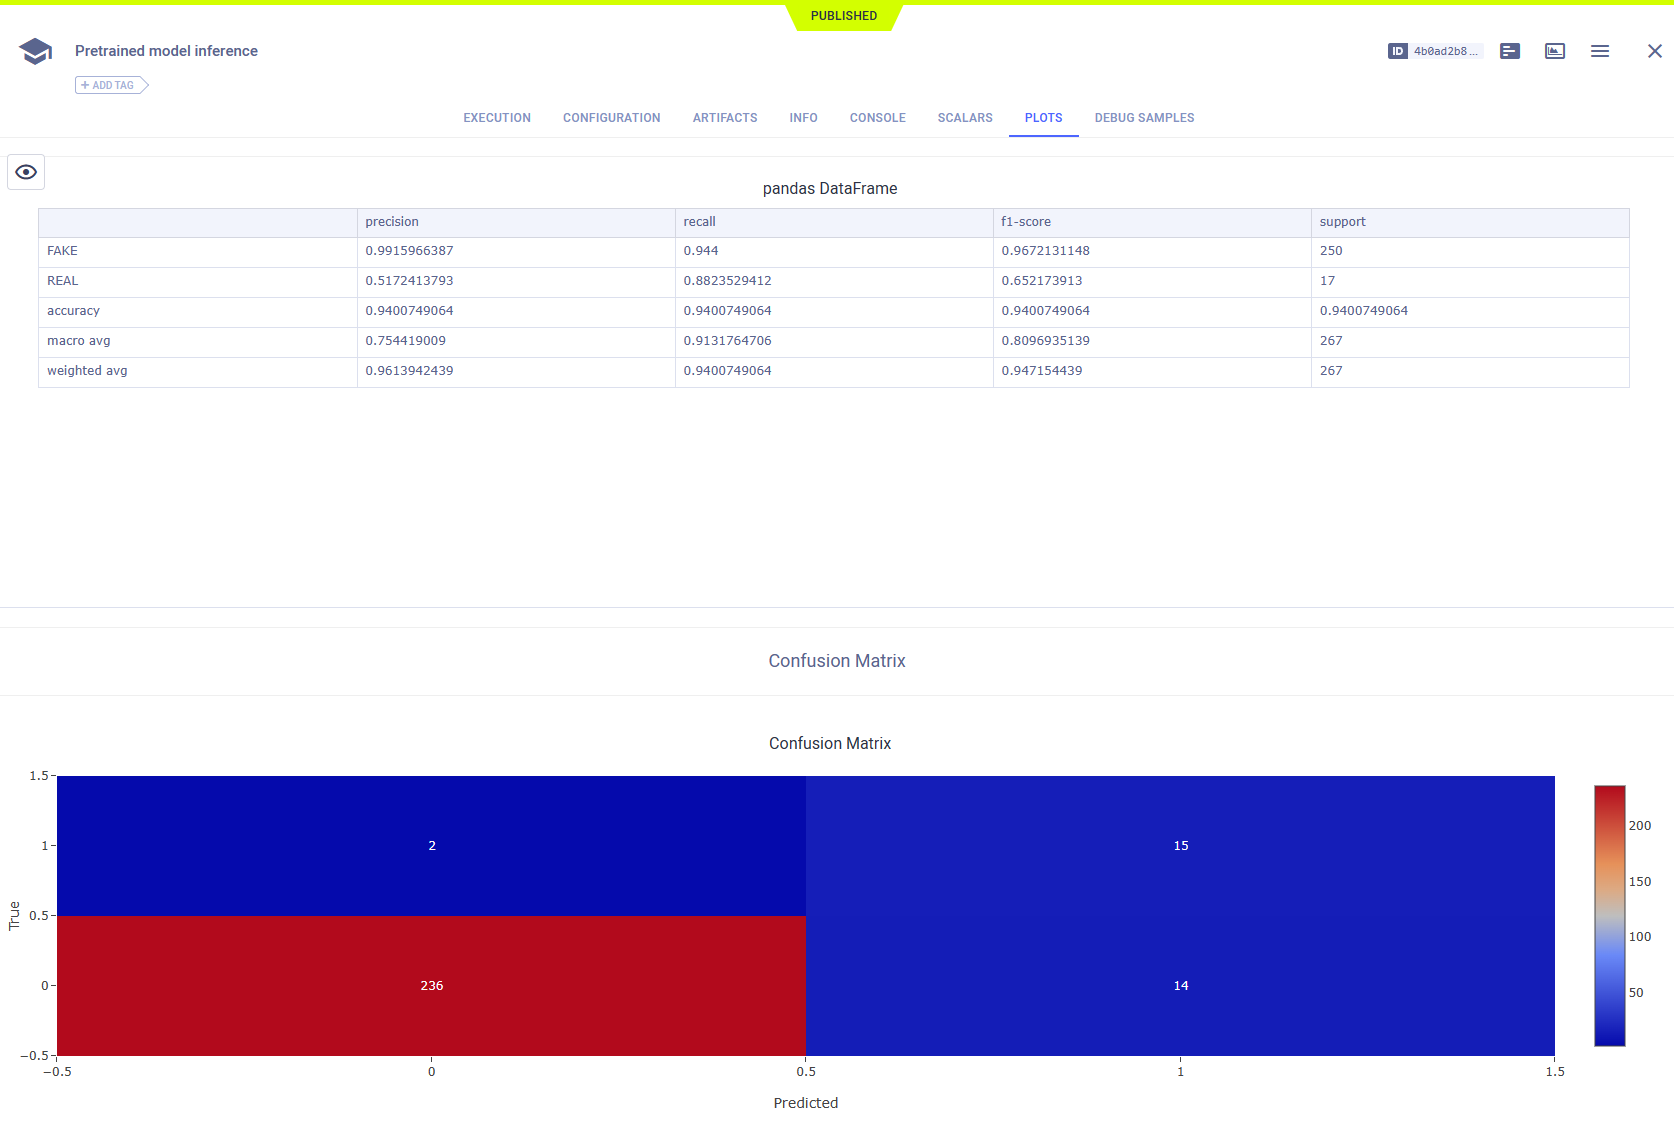 PUBLISHED
Pretrained model inference
ID 4b0ad2b8...
+ ADD TAG
EXECUTION CONFIGURATION ARTIFACTS INFO CONSOLE SCALARS PLOTS DEBUG SAMPLES
pandas DataFrame
precision recall f1-score support
FAKE 0.9915966387 0.944 0.9672131148 250
REAL 0.5172413793 0.8823529412 0.652173913 17
accuracy 0.9400749064 0.9400749064 0.9400749064 0.9400749064
macro avg 0.754419009 0.9131764706 0.8096935139 267
weighted avg 0.9613942439 0.9400749064 0.947154439 267
Confusion Matrix
Confusion Matrix
1.5
200
1 2 15
150
True
0.5
100
0 236 14
50
−0.5
−0.5 0 0.5 1 1.5
Predicted